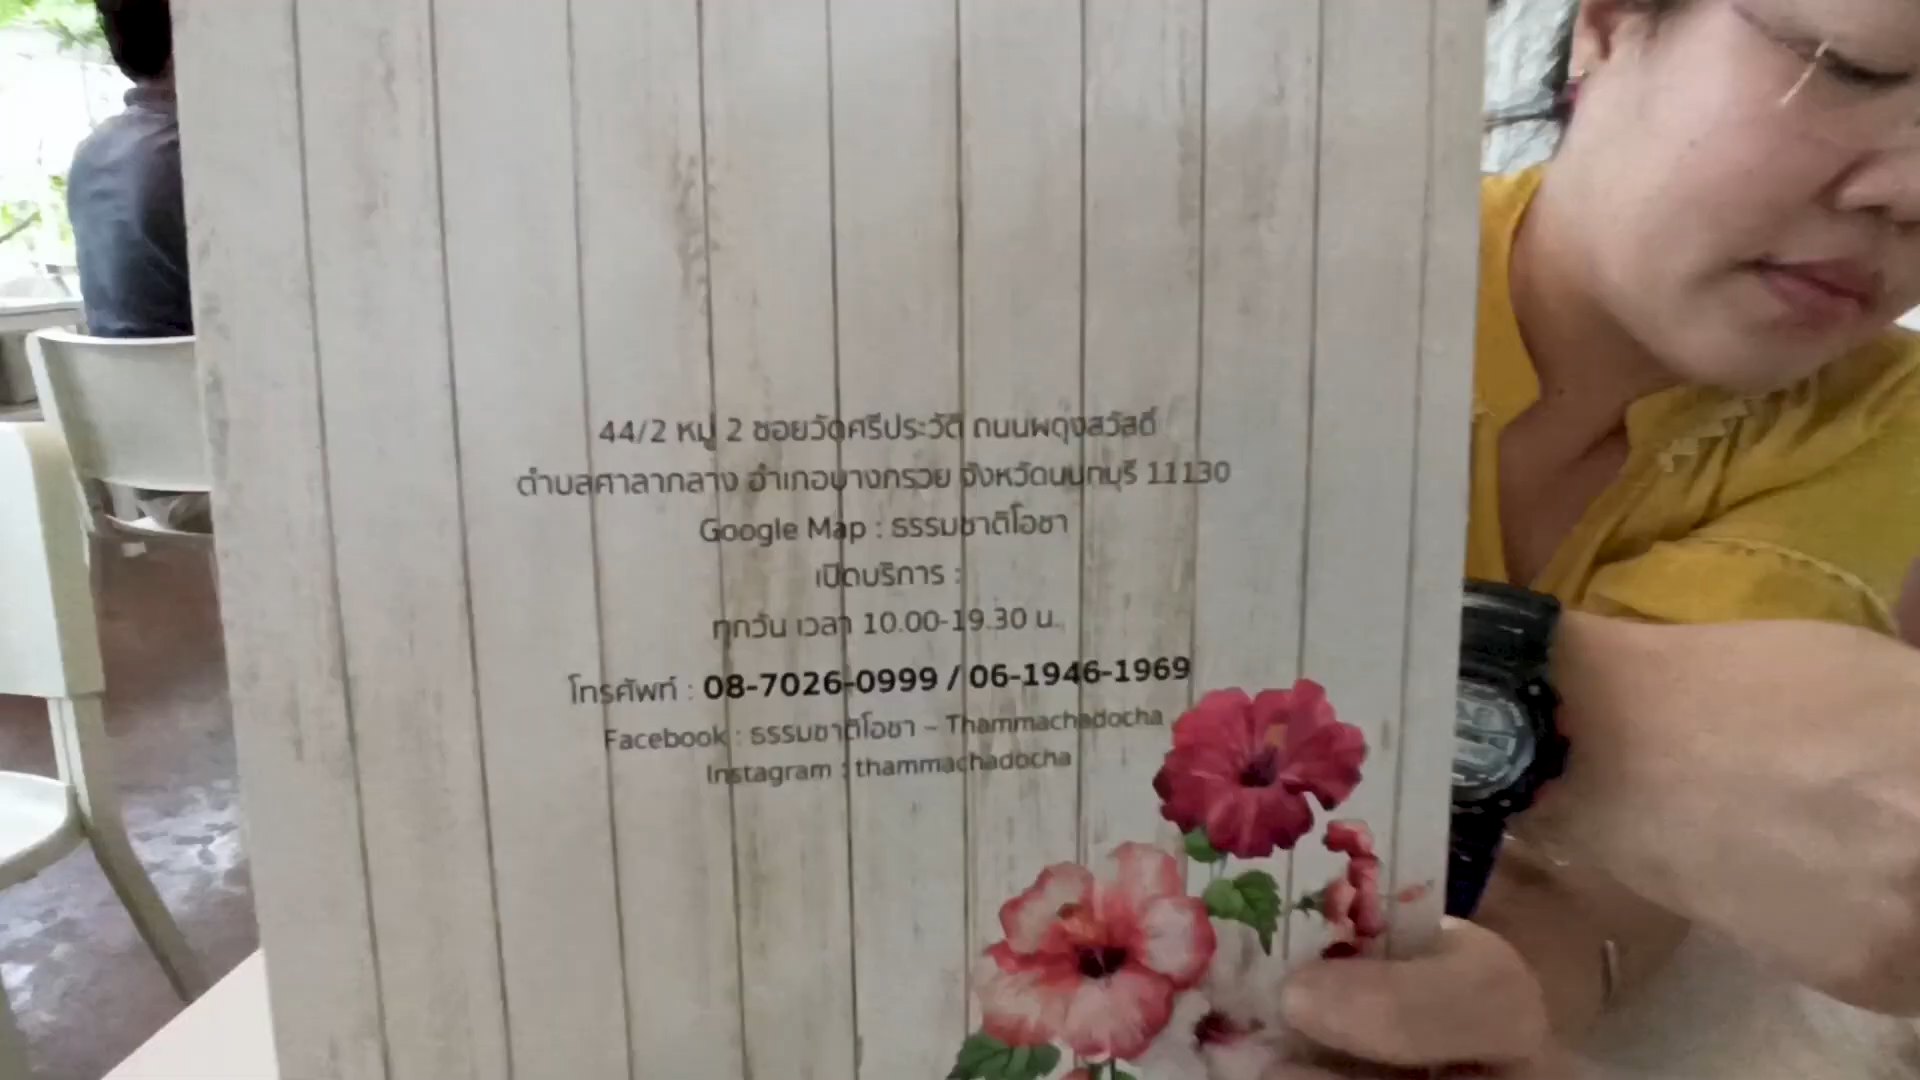 44/2 หมู่ 2 ซอยวัดศรีประวัติ ถนนผดุงสวัสดิ์
ตำบลศาลากลาง อำเภอบางกรวย จังหวัดนนทบุรี 11130
Google Map : ธรรมชาติโอชา
เปิดบริการ :
ทุกวัน เวลา 10.00-19.30 น.
โทรศัพท์ : 08-7026-0999 / 06-1946-1969
Facebook : ธรรมชาติโอชา – Thammachadocha
Instagram : thammachadocha